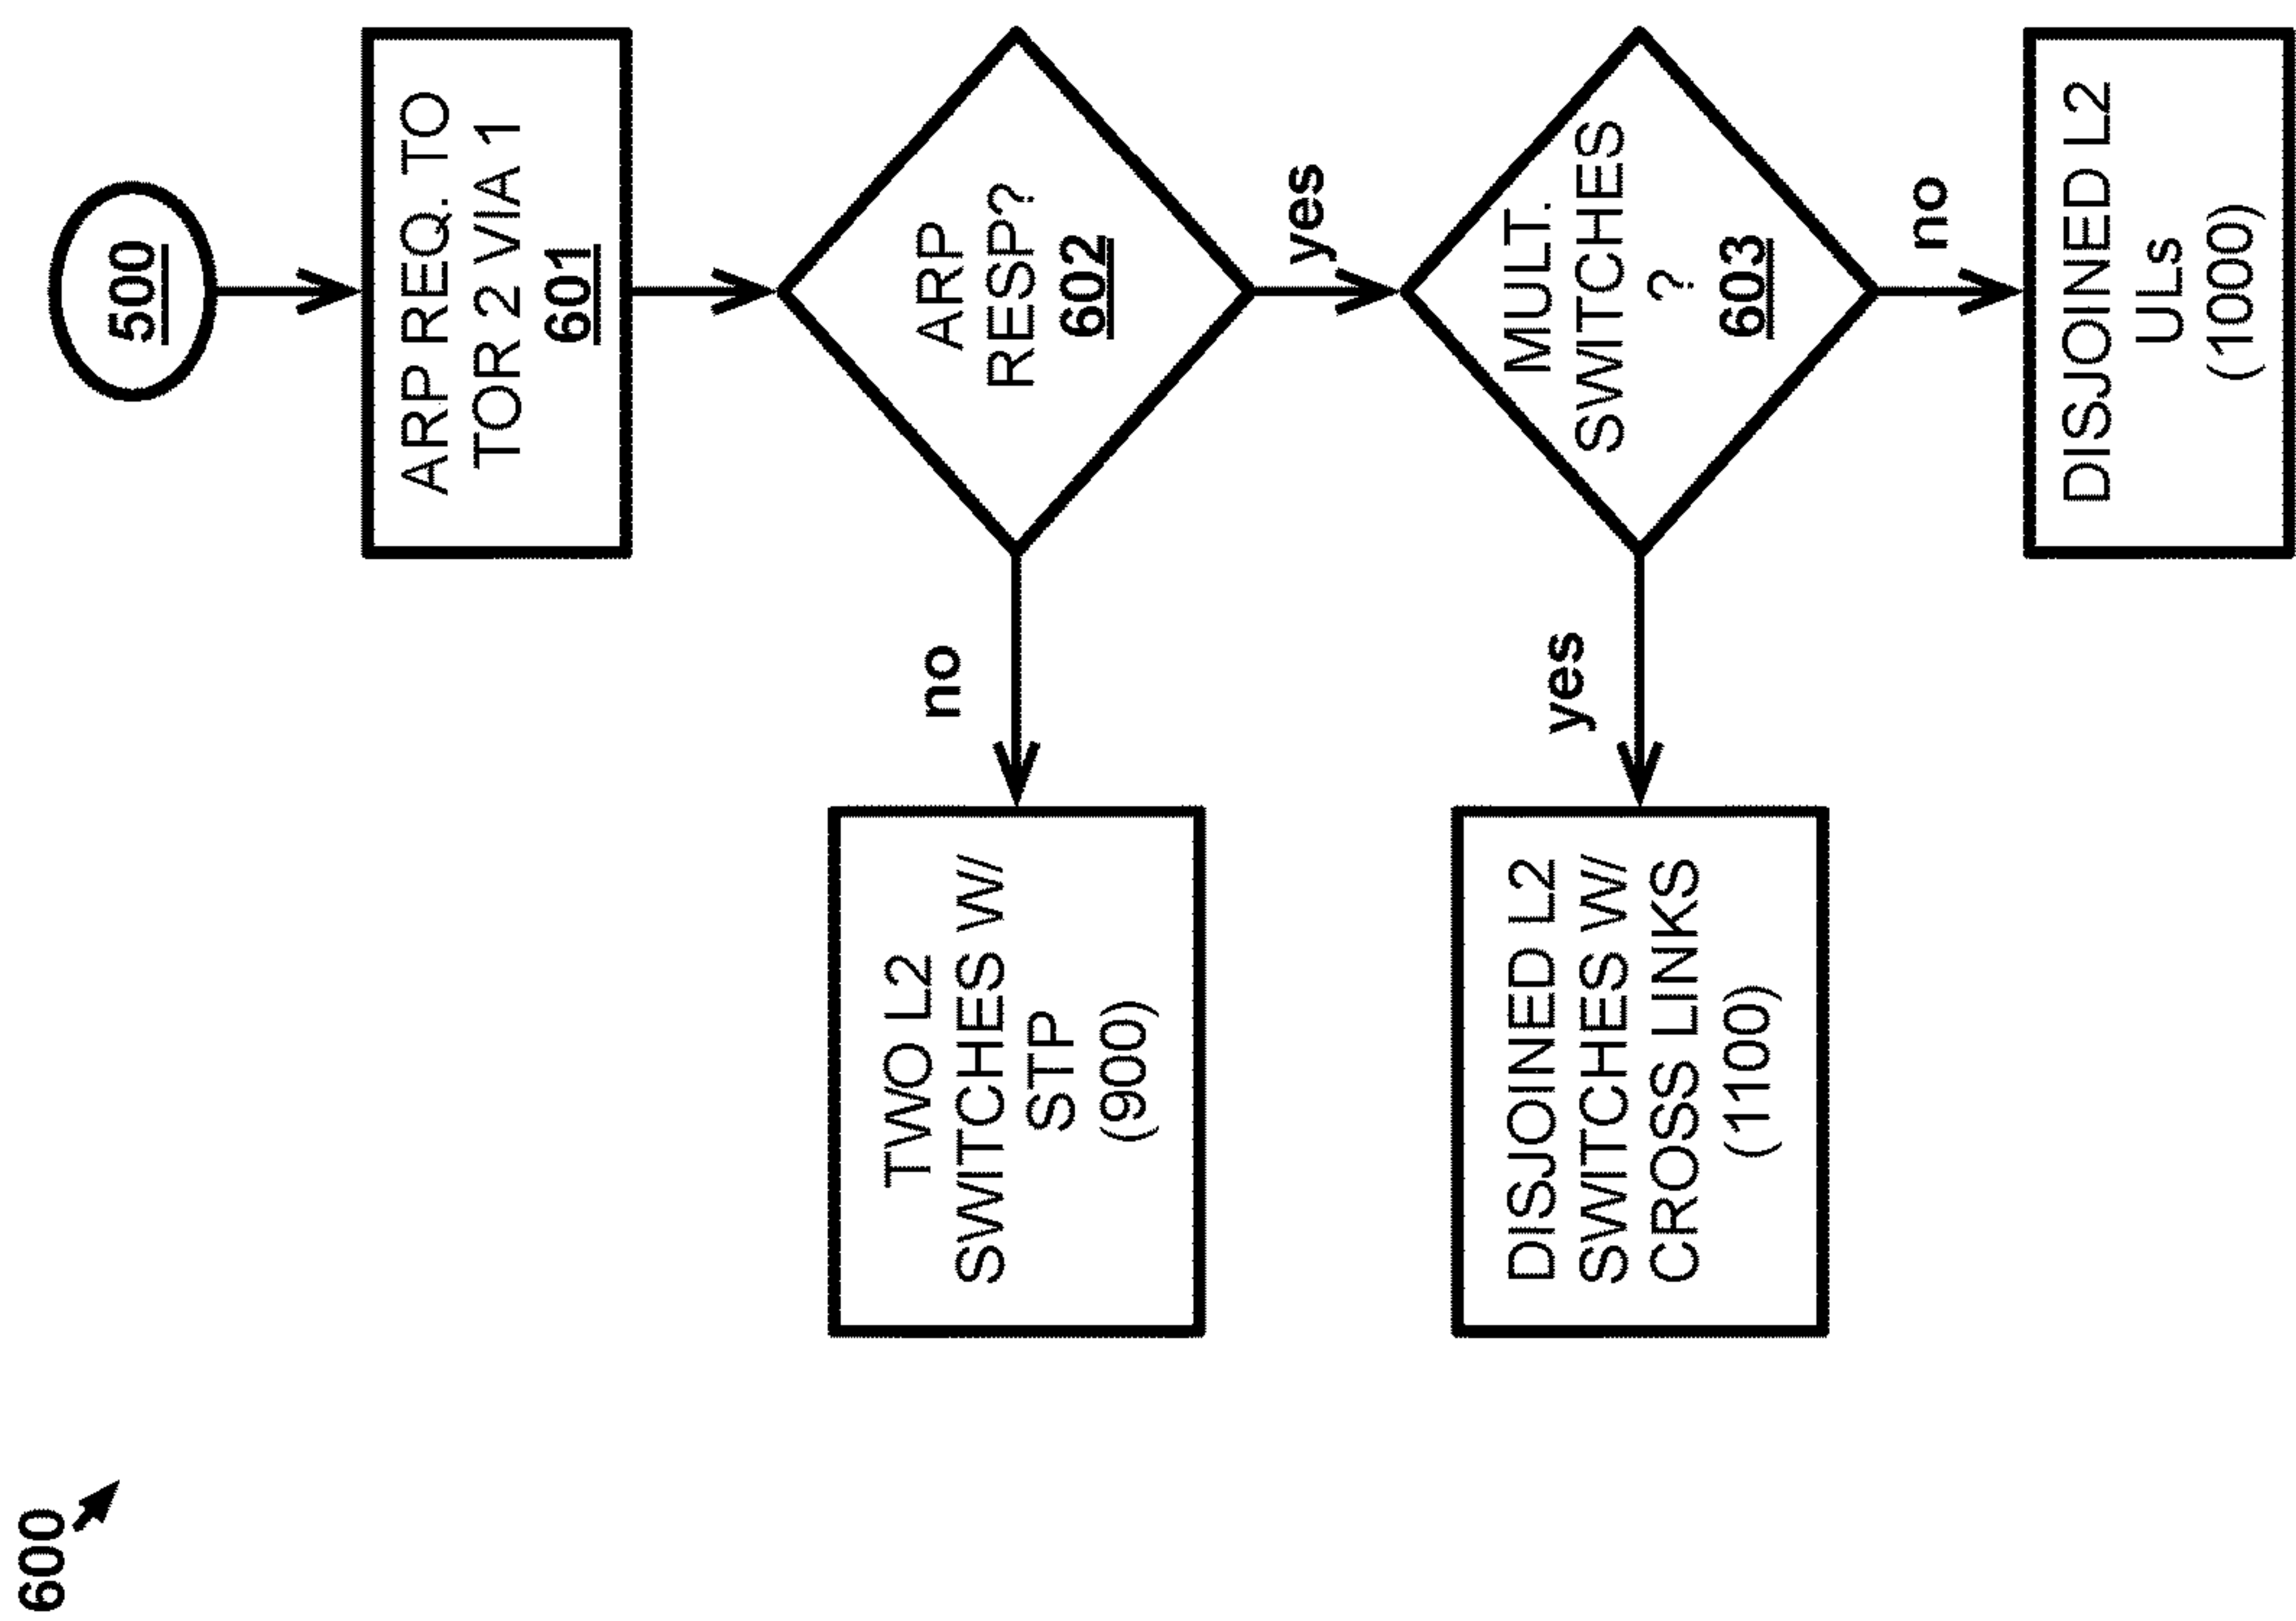 600
500
ARP REQ. TO
TOR 2 VIA 1
601
ARP
RESP?
602
no
yes
TWO L2
SWITCHES W/
STP
(900)
MULT.
SWITCHES
?
603
yes
no
DISJOINED L2
SWITCHES W/
CROSS LINKS
(1100)
DISJOINED L2
ULs
(1000)